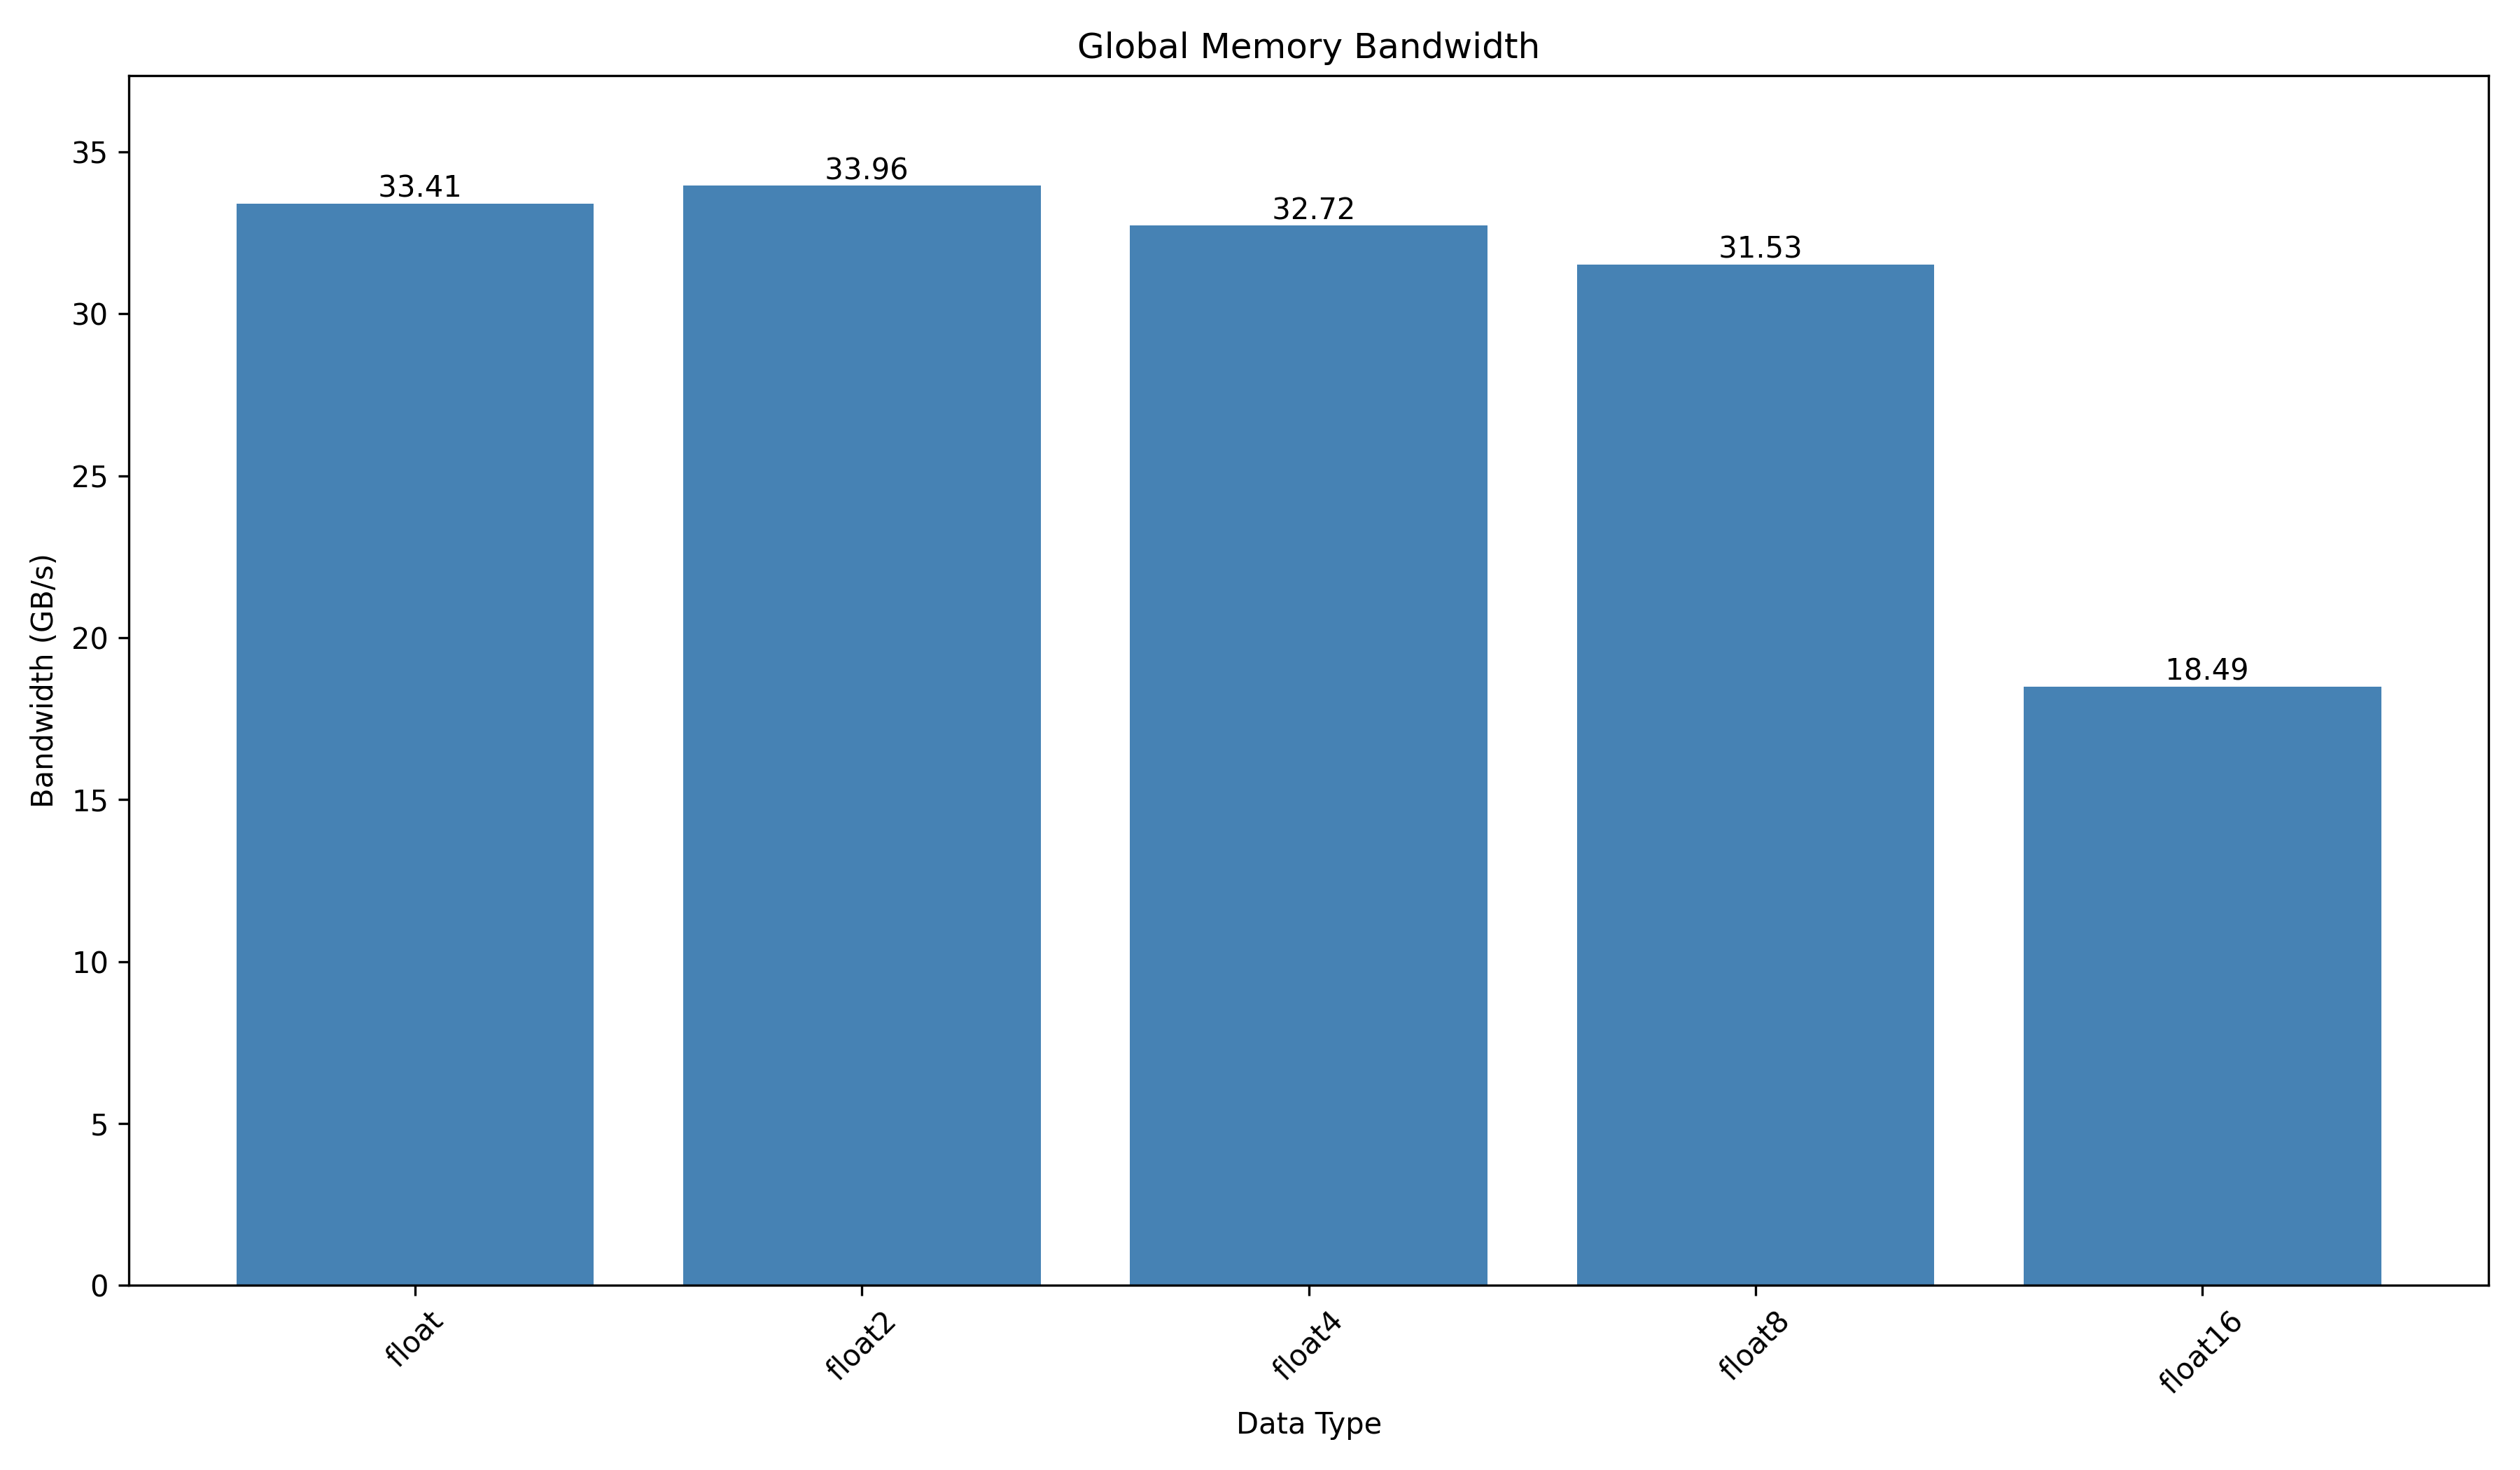 Global Memory Bandwidth
Bandwidth (GB/s)
35
30
25
20
15
10
5
0
33.41
33.96
32.72
31.53
18.49
float
float2
float4
float8
float16
Data Type